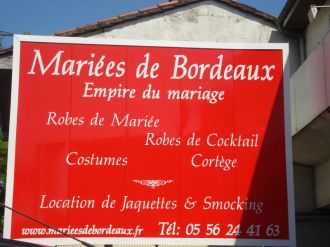 Mariées de Bordeaux
Empire du mariage
Robes de Mariée
Robes de Cocktail
Costumes Cortège
Location de Jaquettes & Smocking
www.mariéesdebordeaux.fr Tél: 05 56 24 41 63